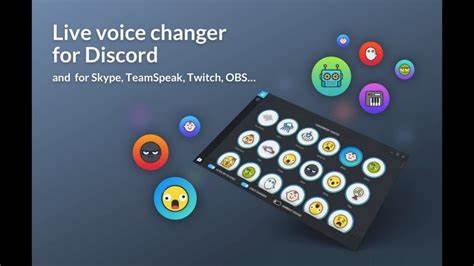 Live voice changer
for Discord
and for Skype, TeamSpeak, Twitch, OBS...